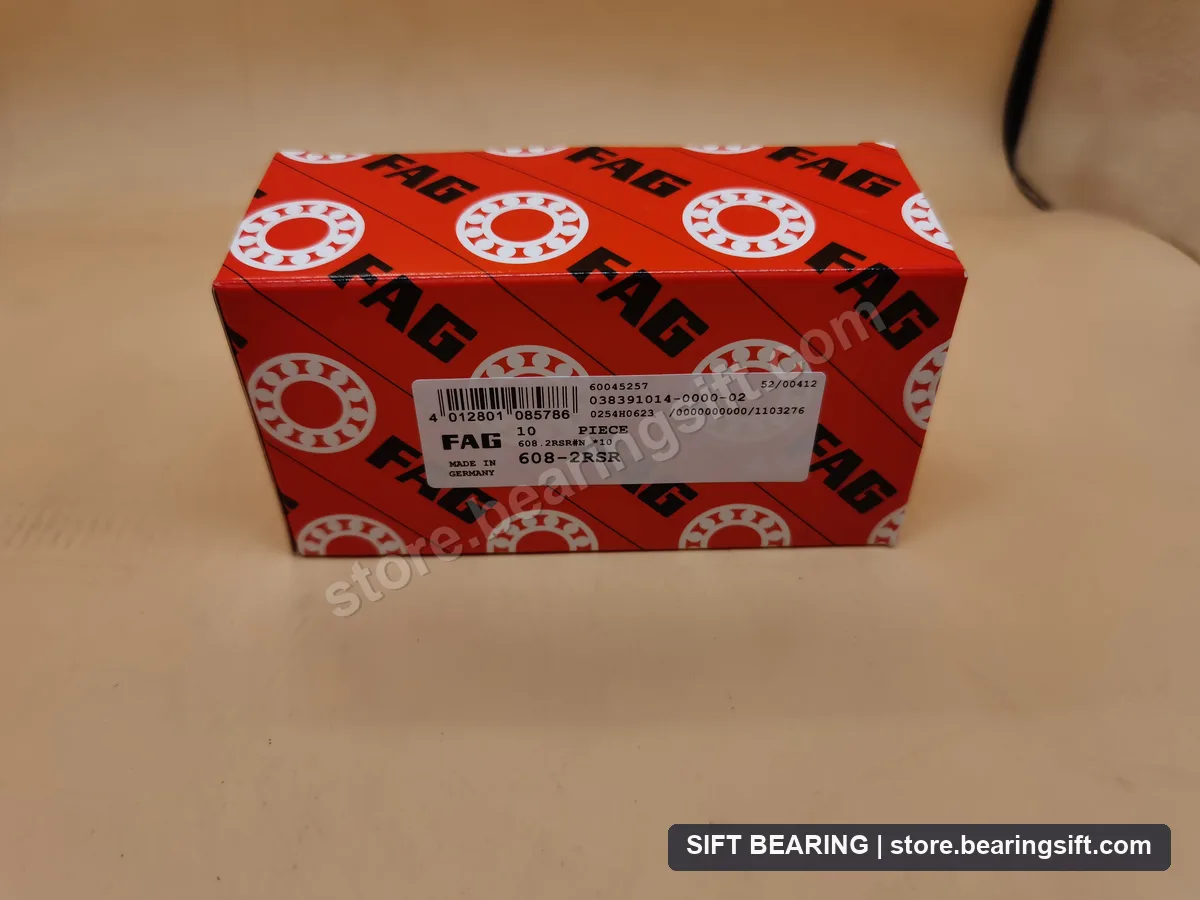 FAG FAG FAG
FAG FAG FAG
60045257 52/00412
038391014-0000-02
4 012801 085786 0254H0623 /0000000000/1103276
10 PIECE
FAG 608.2RSR#N *10
MADE IN 608-2RSR
GERMANY
FAG FAG FAG
store.bearingsift.com
SIFT BEARING | store.bearingsift.com